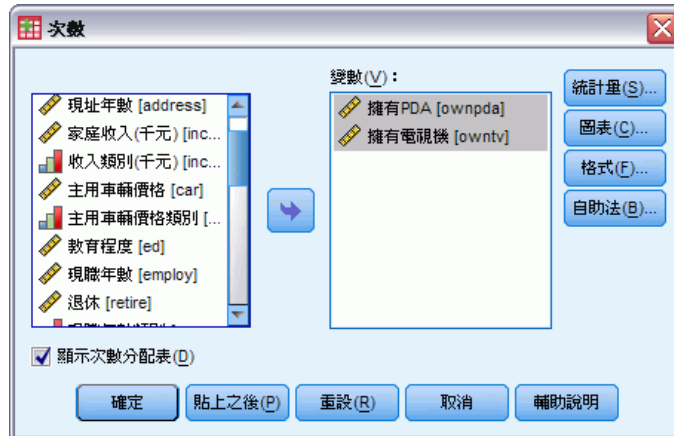 次數
變數(V)：
現址年數 [address]
家庭收入(千元) [inc...
收入類別(千元) [inc...
主用車輛價格 [car]
主用車輛價格類別 [...
教育程度 [ed]
現職年數 [employ]
退休 [retire]
擁有PDA [ownpda]
擁有電視機 [owntv]
統計量(S)...
圖表(C)...
格式(F)...
自助法(B)...
顯示次數分配表(D)
確定
貼上之後(P)
重設(R)
取消
輔助說明